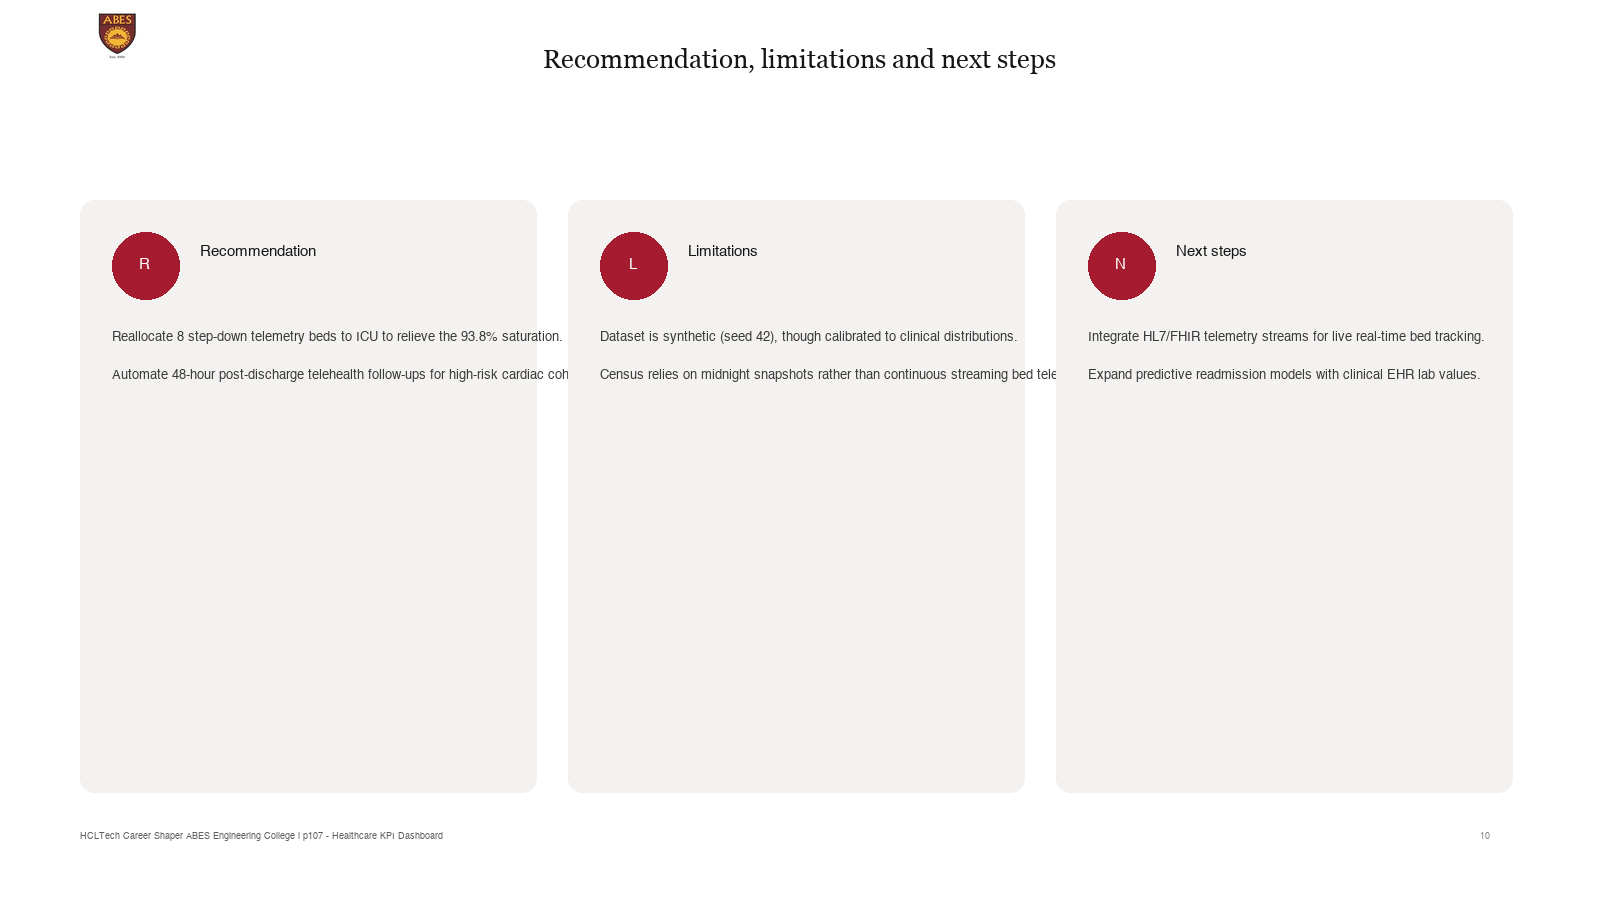 ABES
Recommendation, limitations and next steps
R
Recommendation
Reallocate 8 step-down telemetry beds to ICU to relieve the 93.8% saturation.
Automate 48-hour post-discharge telehealth follow-ups for high-risk cardiac coh
L
Limitations
Dataset is synthetic (seed 42), though calibrated to clinical distributions.
Census relies on midnight snapshots rather than continuous streaming bed tele
N
Next steps
Integrate HL7/FHIR telemetry streams for live real-time bed tracking.
Expand predictive readmission models with clinical EHR lab values.
HCLTech Career Shaper ABES Engineering College | p107 - Healthcare KPI Dashboard
10